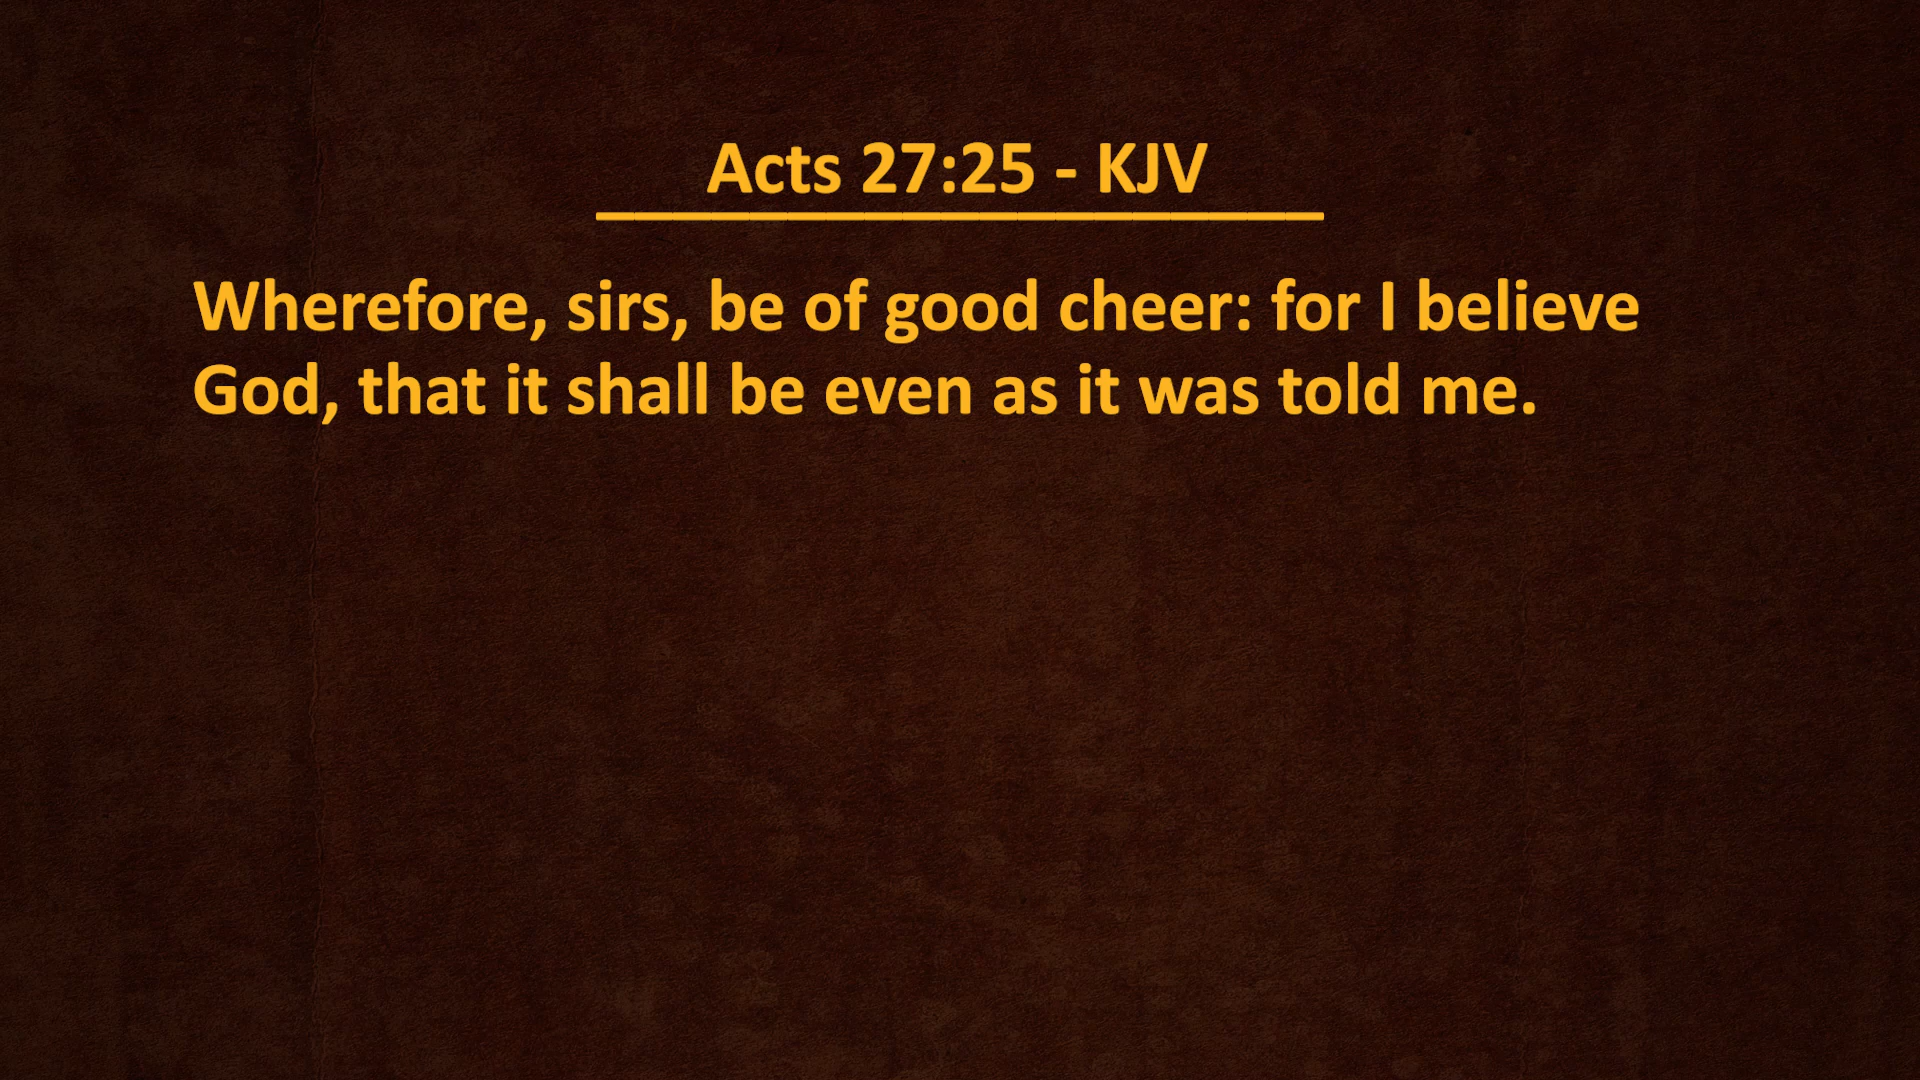 Acts 27:25 - KJV
Wherefore, sirs, be of good cheer: for I believe
God, that it shall be even as it was told me.